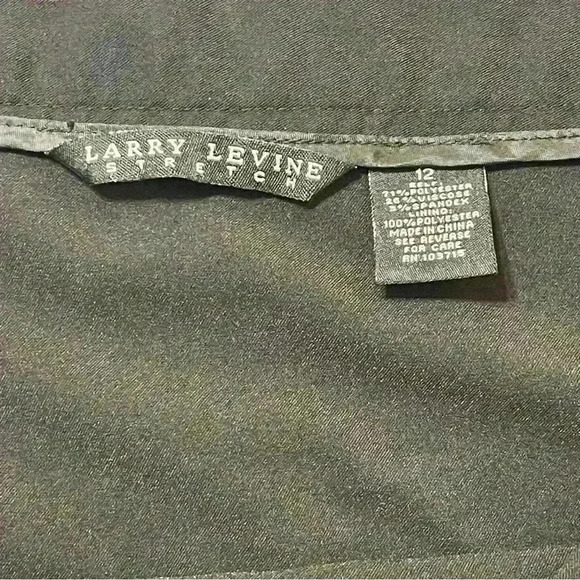 LARRY LEVINE
STRETCH
12
71% POLYESTER
26% VISCOSE
3% SPANDEX
LINING:
100% POLYESTER
MADE IN CHINA
SEE REVERSE
FOR CARE
RN 103715